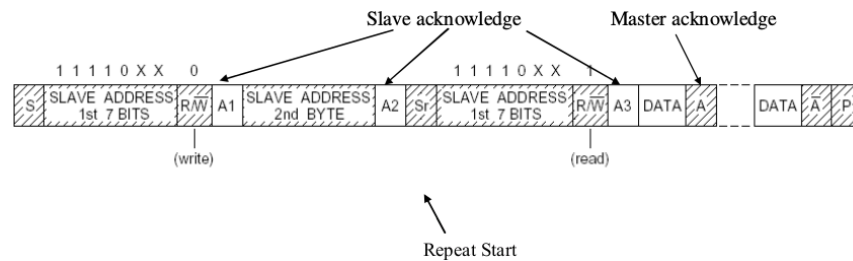 Slave acknowledge Master acknowledge
1 1 1 1 0 X X 0 1 1 1 1 0 X X 1
S SLAVE ADDRESS 1st 7 BITS R/W̅ A1 SLAVE ADDRESS 2nd BYTE A2 Sr SLAVE ADDRESS 1st 7 BITS R/W̅ A3 DATA A DATA A̅ P
(write) (read)
Repeat Start